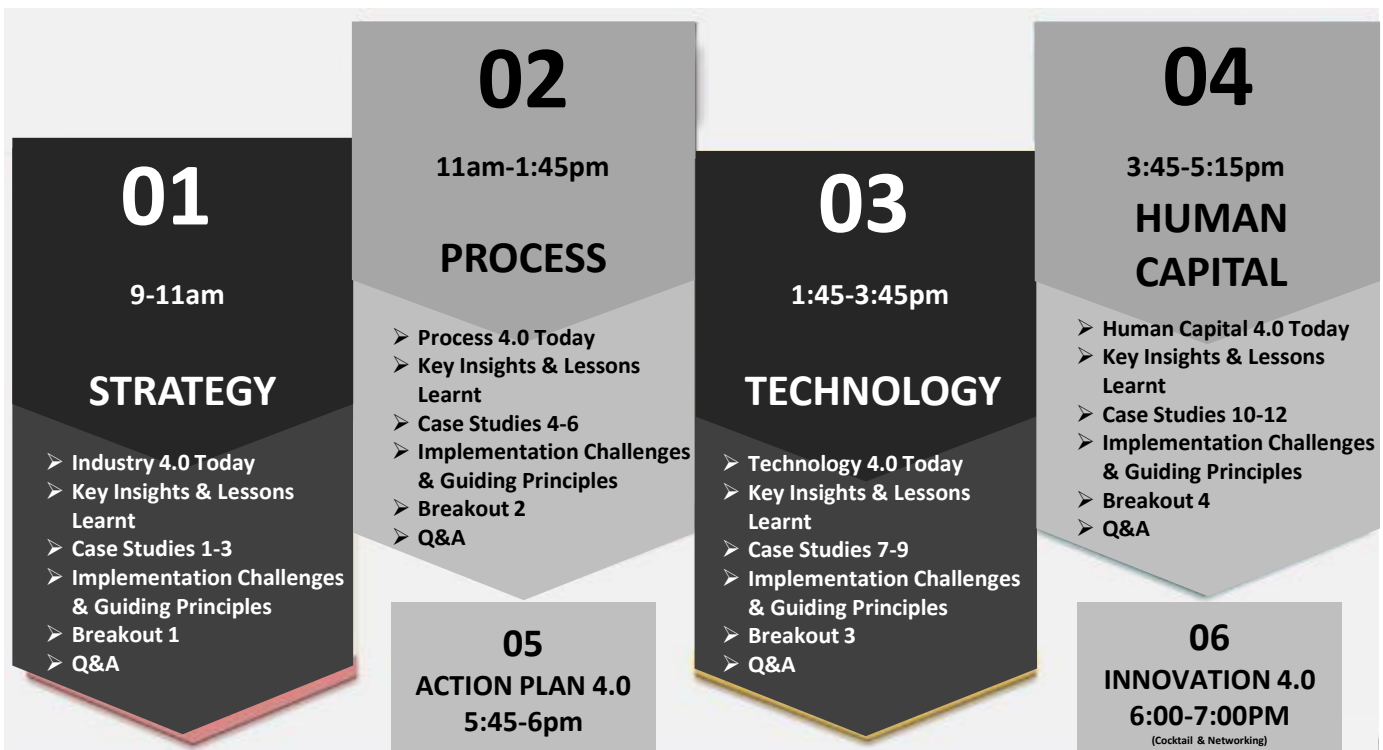 01
9-11am
STRATEGY
➢ Industry 4.0 Today
➢ Key Insights & Lessons
Learnt
➢ Case Studies 1-3
➢ Implementation Challenges
& Guiding Principles
➢ Breakout 1
➢ Q&A
02
11am-1:45pm
PROCESS
➢ Process 4.0 Today
➢ Key Insights & Lessons
Learnt
➢ Case Studies 4-6
➢ Implementation Challenges
& Guiding Principles
➢ Breakout 2
➢ Q&A
03
1:45-3:45pm
TECHNOLOGY
➢ Technology 4.0 Today
➢ Key Insights & Lessons
Learnt
➢ Case Studies 7-9
➢ Implementation Challenges
& Guiding Principles
➢ Breakout 3
➢ Q&A
04
3:45-5:15pm
HUMAN
CAPITAL
➢ Human Capital 4.0 Today
➢ Key Insights & Lessons
Learnt
➢ Case Studies 10-12
➢ Implementation Challenges
& Guiding Principles
➢ Breakout 4
➢ Q&A
05
ACTION PLAN 4.0
5:45-6pm
06
INNOVATION 4.0
6:00-7:00PM
(Cocktail & Networking)